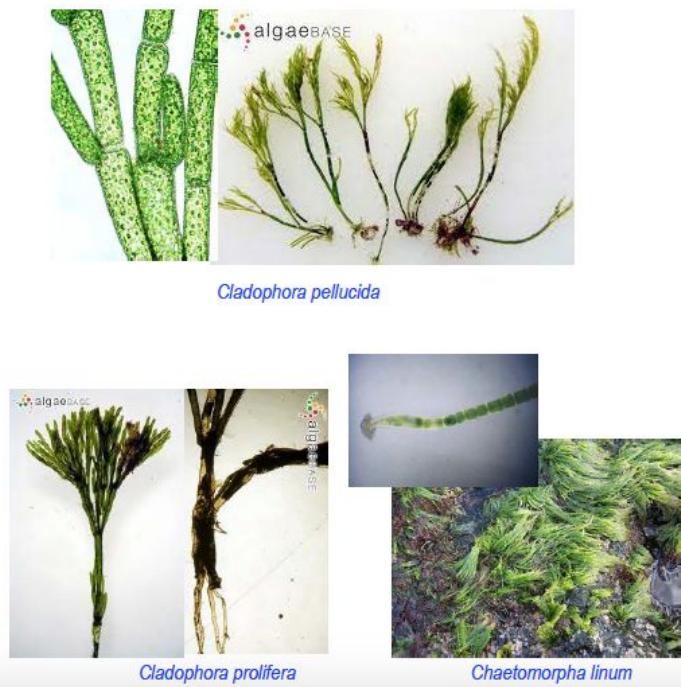 algaeBASE
Cladophora pellucida
algaeBASE
algaeBASE
Cladophora prolifera
Chaetomorpha linum